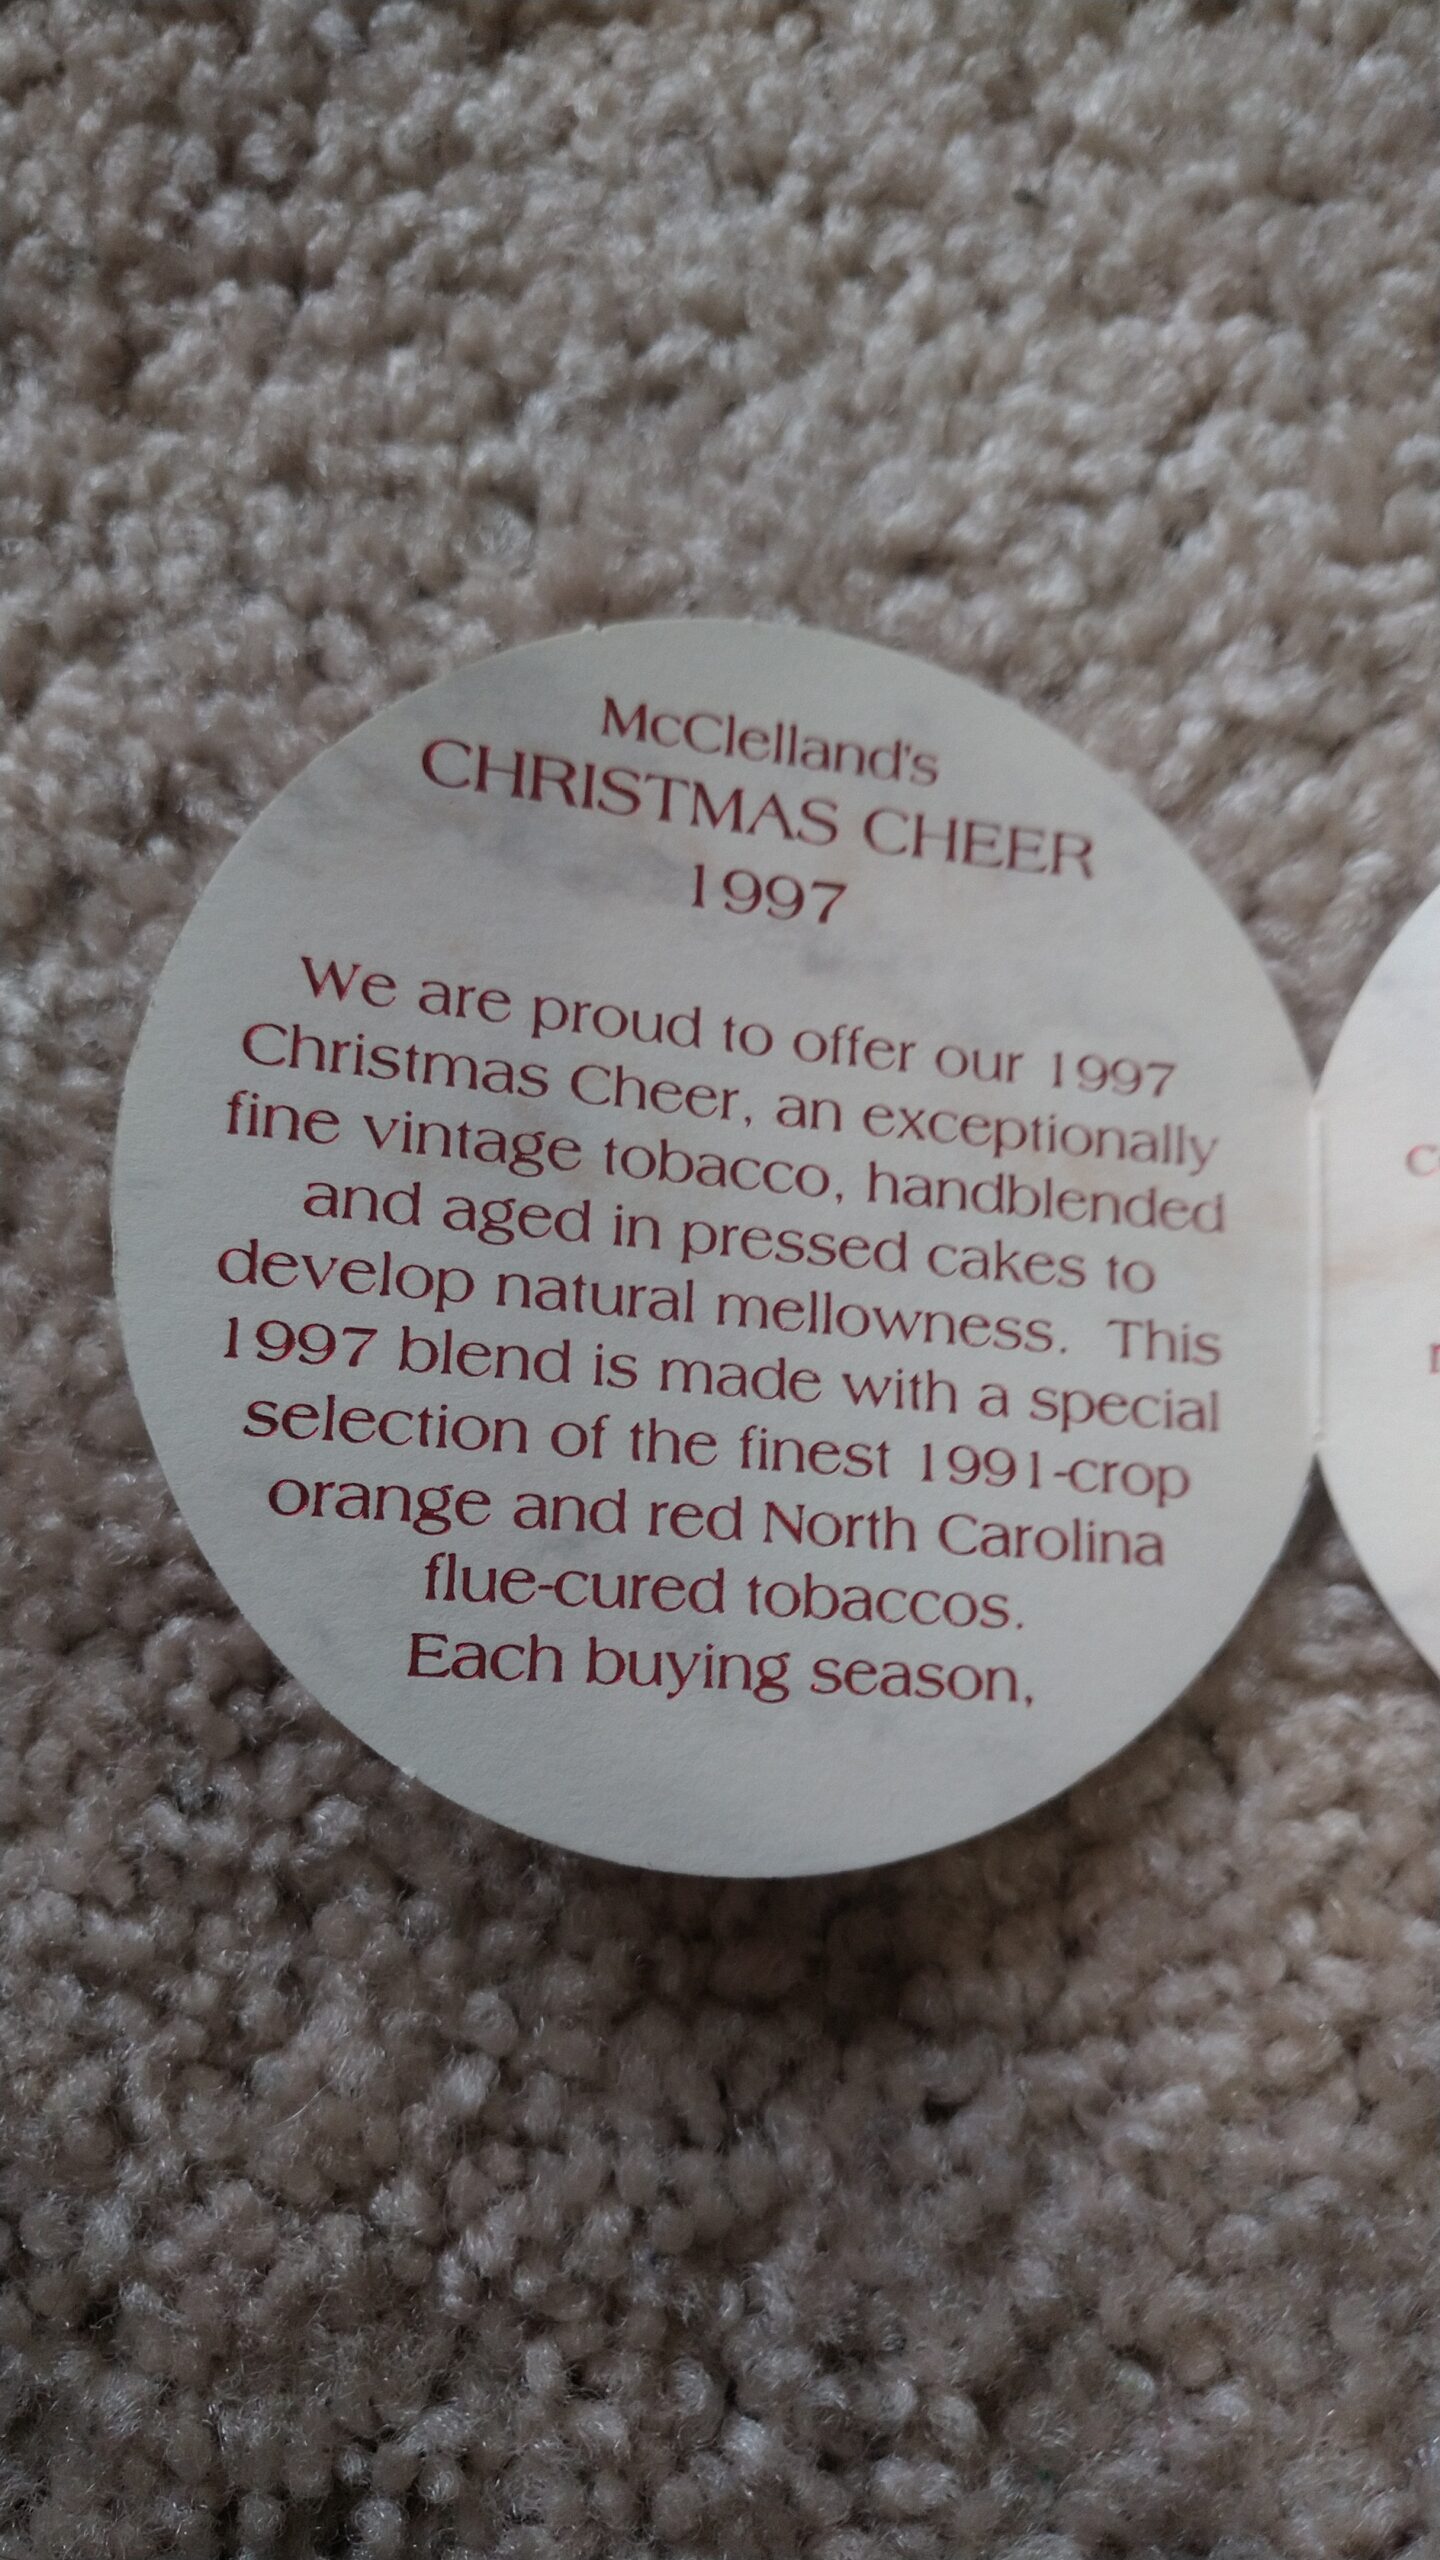 McClelland's
CHRISTMAS CHEER
1997
We are proud to offer our 1997
Christmas Cheer, an exceptionally
fine vintage tobacco, handblended
and aged in pressed cakes to
develop natural mellowness. This
1997 blend is made with a special
selection of the finest 1991-crop
orange and red North Carolina
flue-cured tobaccos.
Each buying season,